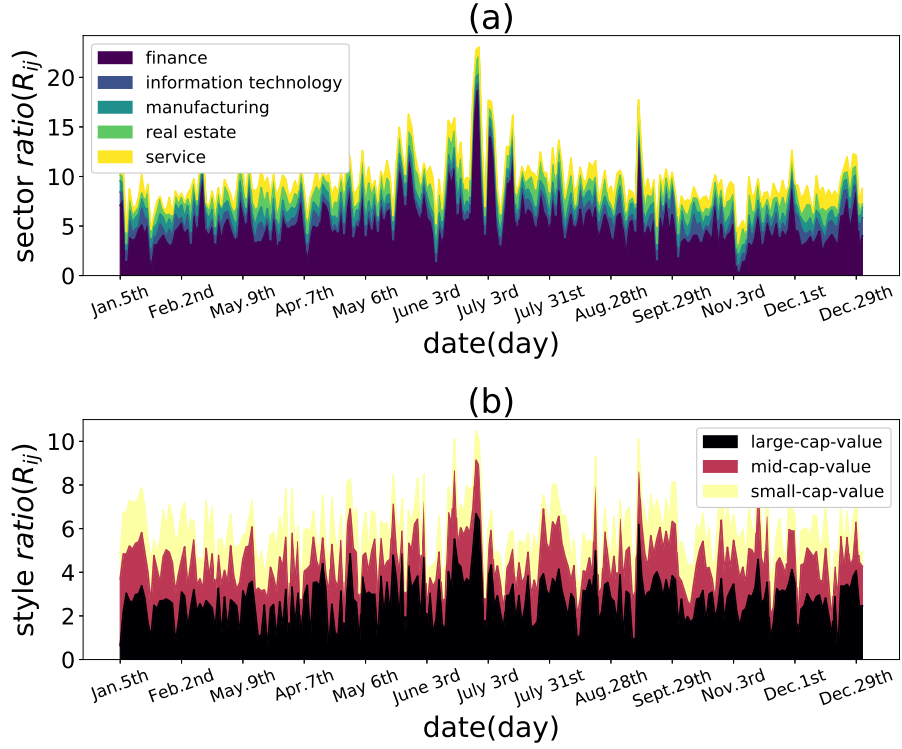 (a)
sector ratio(R_ij)
20
15
10
5
0
finance
information technology
manufacturing
real estate
service
Jan.5th Feb.2nd May.9th Apr.7th May 6th June 3rd July 3rd July 31st Aug.28th Sept.29th Nov.3rd Dec.1st Dec.29th
date(day)
(b)
style ratio(R_ij)
10
8
6
4
2
0
large-cap-value
mid-cap-value
small-cap-value
Jan.5th Feb.2nd May.9th Apr.7th May 6th June 3rd July 3rd July 31st Aug.28th Sept.29th Nov.3rd Dec.1st Dec.29th
date(day)